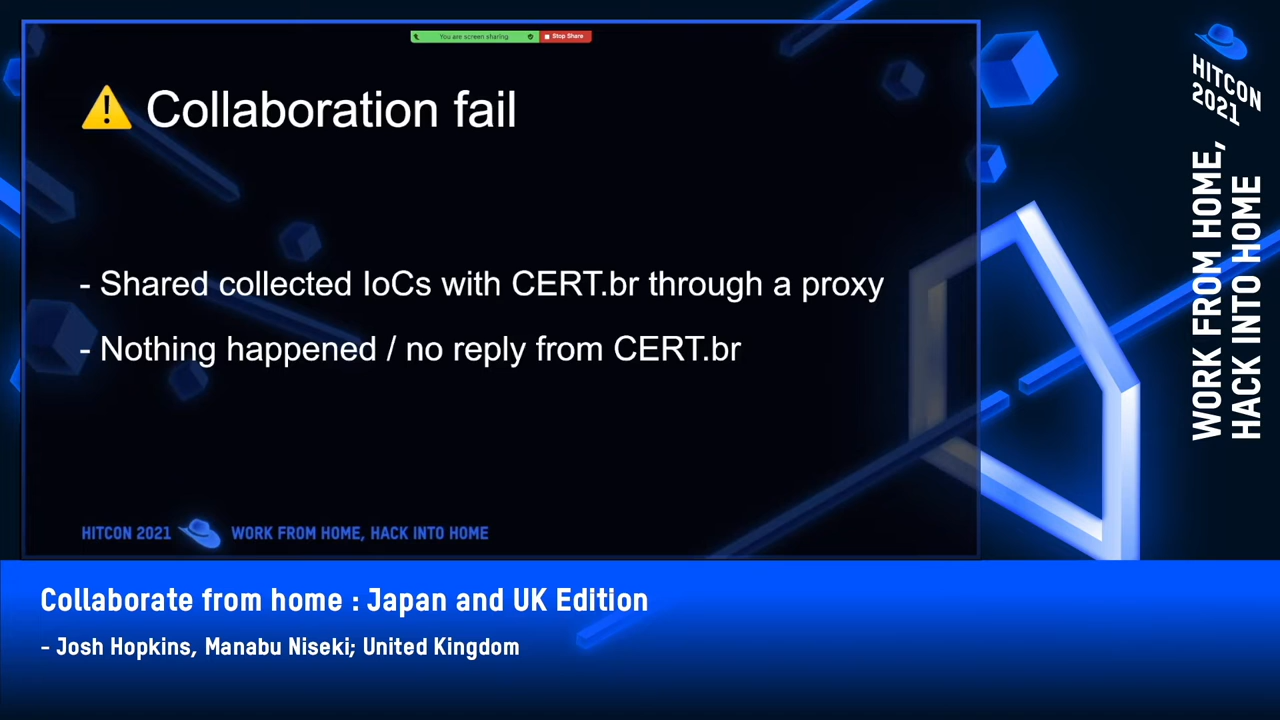 You are screen sharing
Stop Share
⚠ Collaboration fail
- Shared collected IoCs with CERT.br through a proxy
- Nothing happened / no reply from CERT.br
HITCON 2021 WORK FROM HOME, HACK INTO HOME
HITCON
2021
WORK FROM HOME,
HACK INTO HOME
Collaborate from home : Japan and UK Edition
- Josh Hopkins, Manabu Niseki; United Kingdom